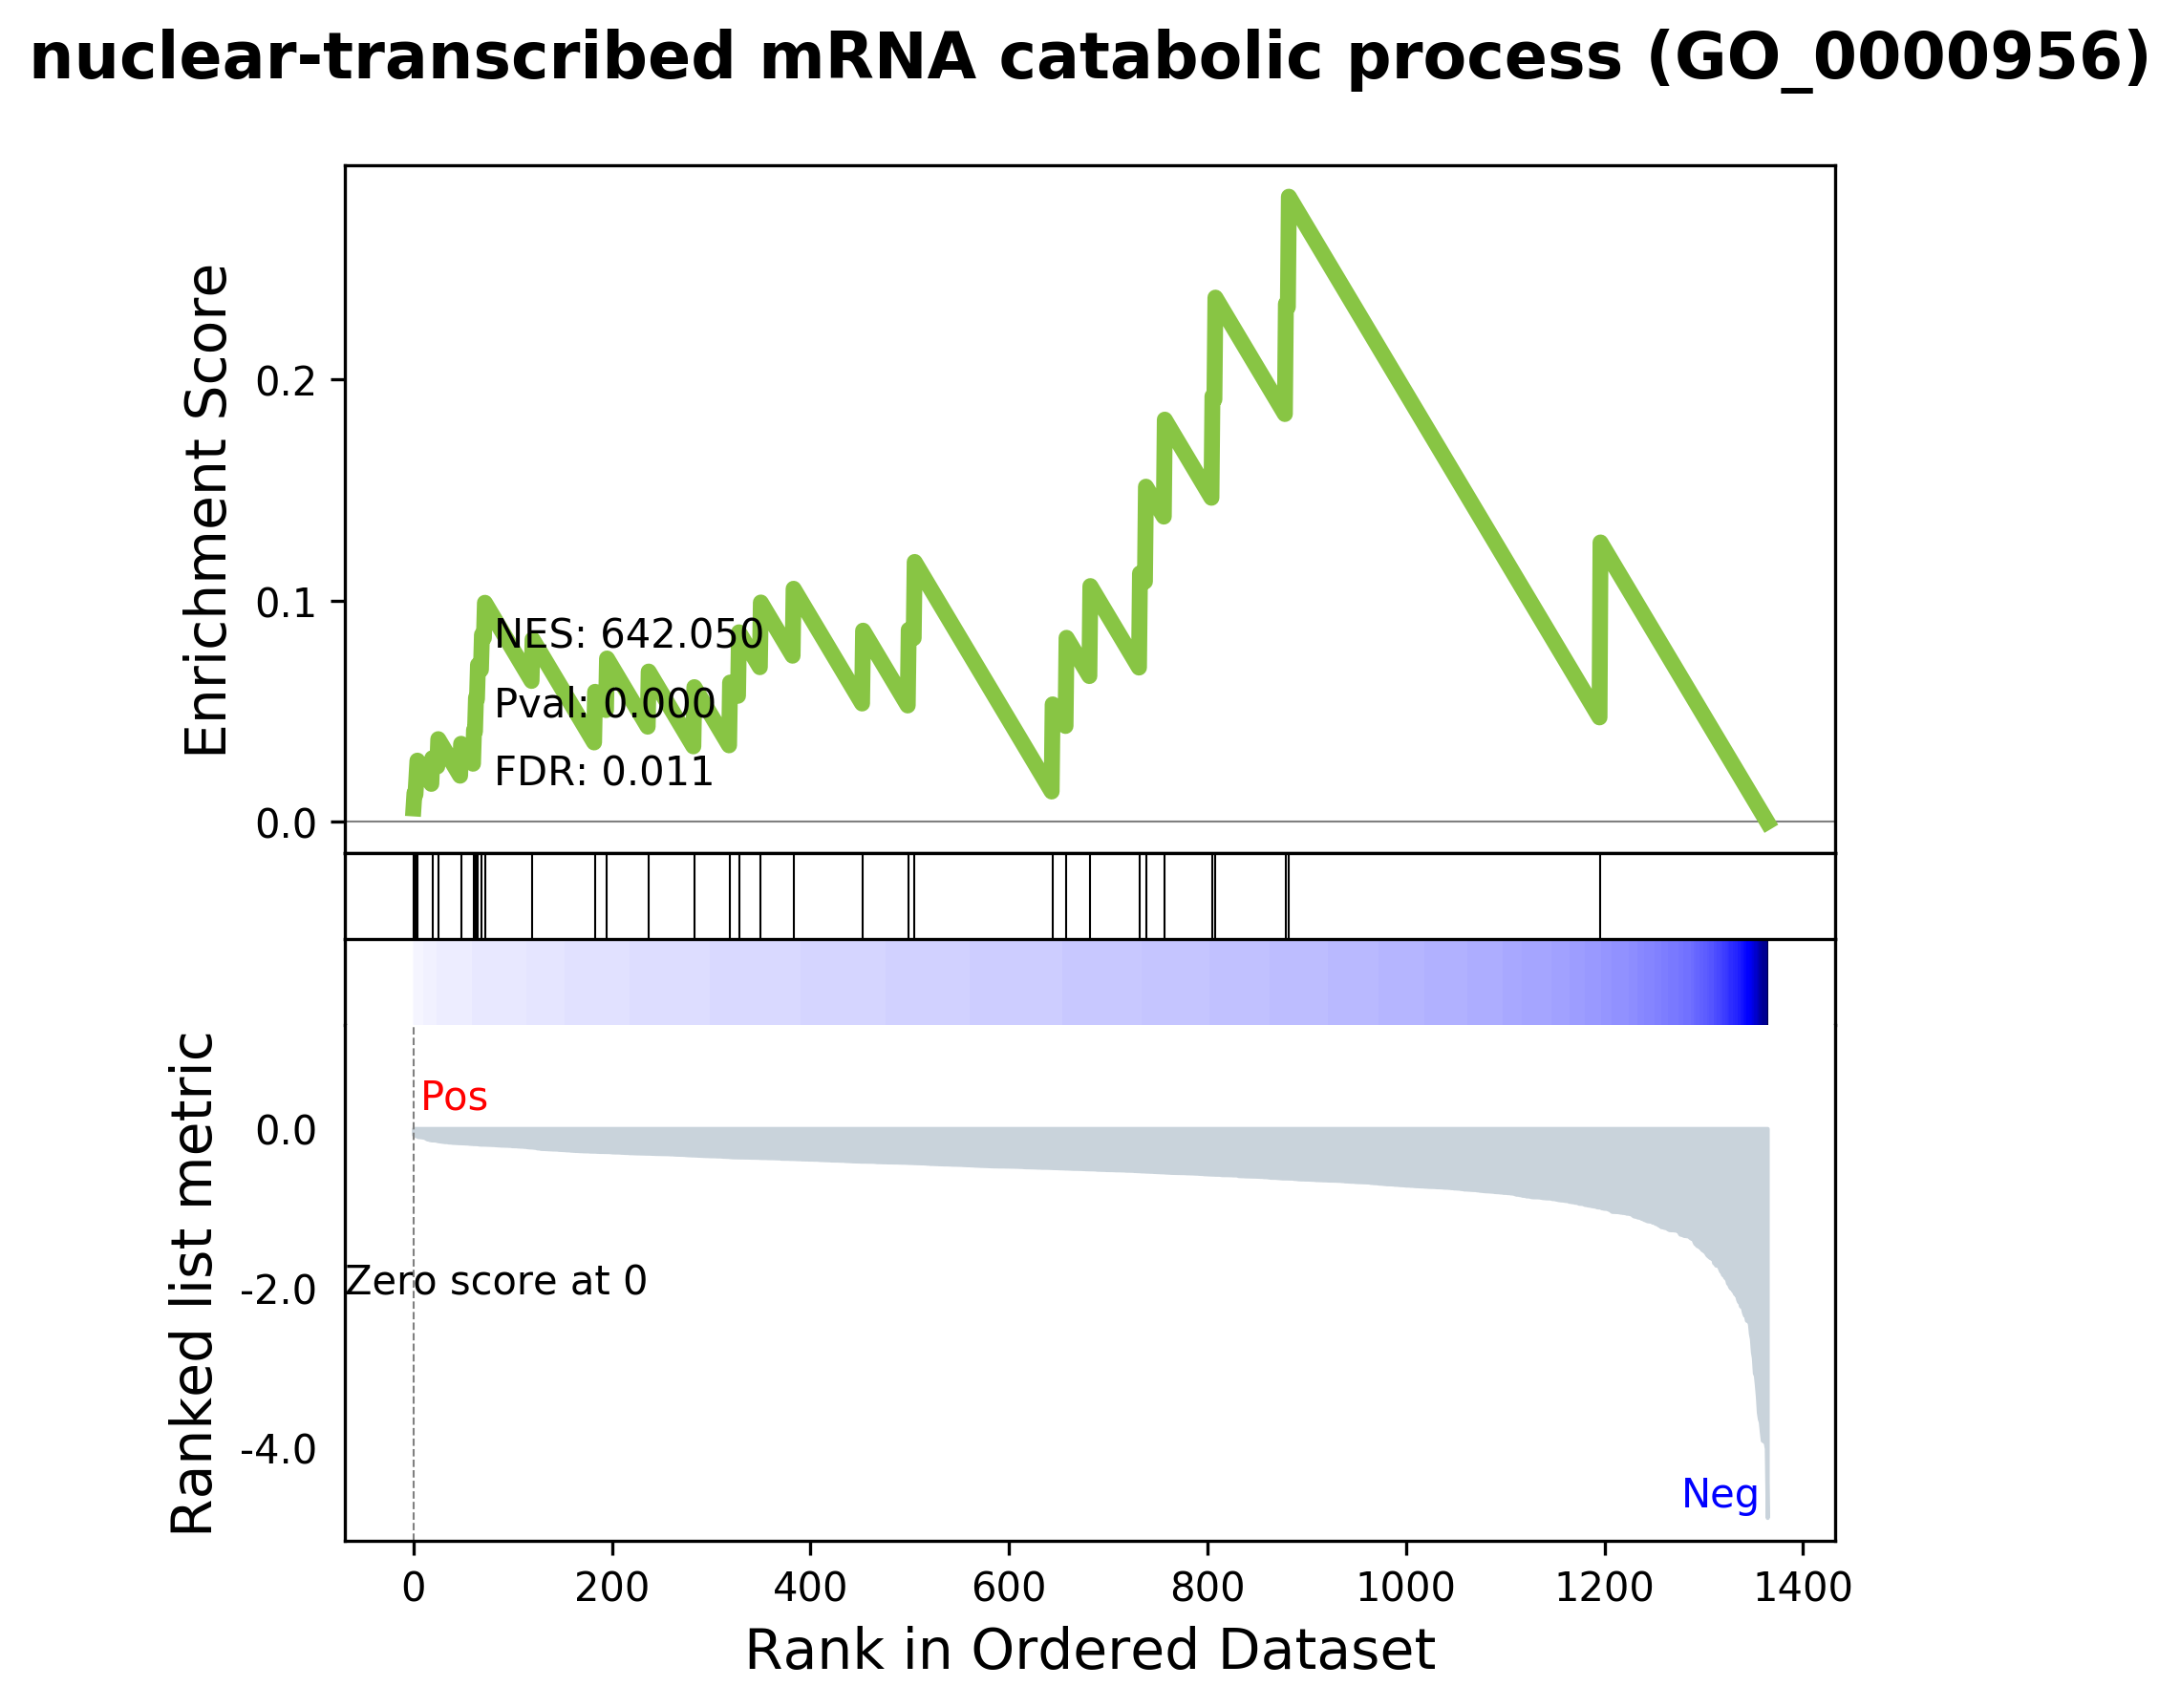 nuclear-transcribed mRNA catabolic process (GO_0000956)
Enrichment Score
0.2
0.1
0.0
NES: 642.050
Pval: 0.000
FDR: 0.011
Ranked list metric
0.0
-2.0
-4.0
Pos
Zero score at 0
Neg
0 200 400 600 800 1000 1200 1400
Rank in Ordered Dataset